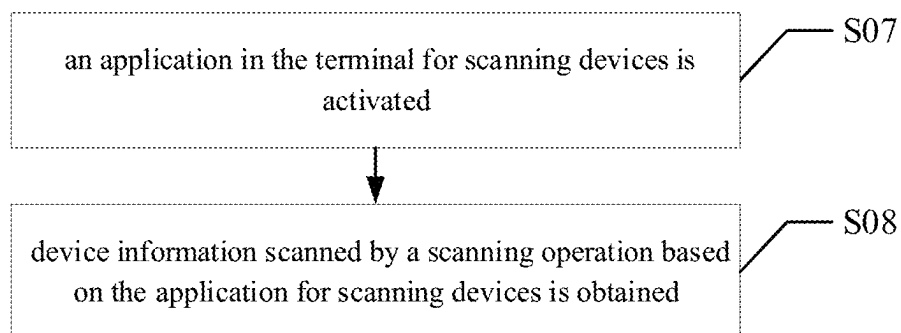 an application in the terminal for scanning devices is
activated
S07
device information scanned by a scanning operation based
on the application for scanning devices is obtained
S08